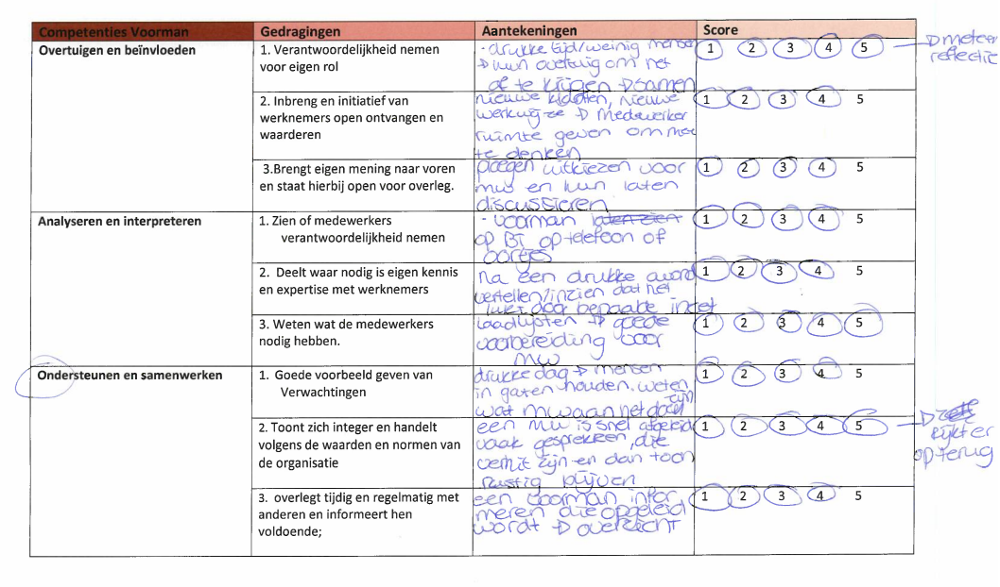 Competenties Voorman Gedragingen Aantekeningen Score
Overtuigen en beïnvloeden
1. Verantwoordelijkheid nemen
voor eigen rol
- drukke tijd/weinig mensen
hun overtuig om het
af te krijgen samen
1 2 3 4 5
met een
reflectie
2. Inbreng en initiatief van
werknemers open ontvangen en
waarderen
nieuwe klanten, nieuwe
medewerker
ruimte geven om mee
te denken
1 2 3 4 5
3.Brengt eigen mening naar voren
en staat hierbij open voor overleg.
ploegen uitkiezen voor
mw en hun laten
discussieren
1 2 3 4 5
Analyseren en interpreteren
1. Zien of medewerkers
verantwoordelijkheid nemen
- voorman laten zien
op BT op telefoon of
oortjes
1 2 3 4 5
2. Deelt waar nodig is eigen kennis
en expertise met werknemers
Na een drukke avond
vertellen/inzien dat het
lukt door bepaalde inzet
1 2 3 4 5
3. Weten wat de medewerkers
nodig hebben.
Loadlijsten goede
voorbereiding voor
MW
1 2 3 4 5
Ondersteunen en samenwerken
1. Goede voorbeeld geven van
Verwachtingen
drukke dag mensen
in gaten houden. weten
wat mw aan het doen zijn
1 2 3 4 5
2. Toont zich integer en handelt
volgens de waarden en normen van
de organisatie
een MW is snel afgeleid
vaak gesprekken, die
verhit zijn en dan toon
rustig blijven
1 2 3 4 5
kijkt er
op terug
3. overlegt tijdig en regelmatig met
anderen en informeert hen
voldoende;
een voorman infor
meren die opgeleid
wordt overzicht
1 2 3 4 5